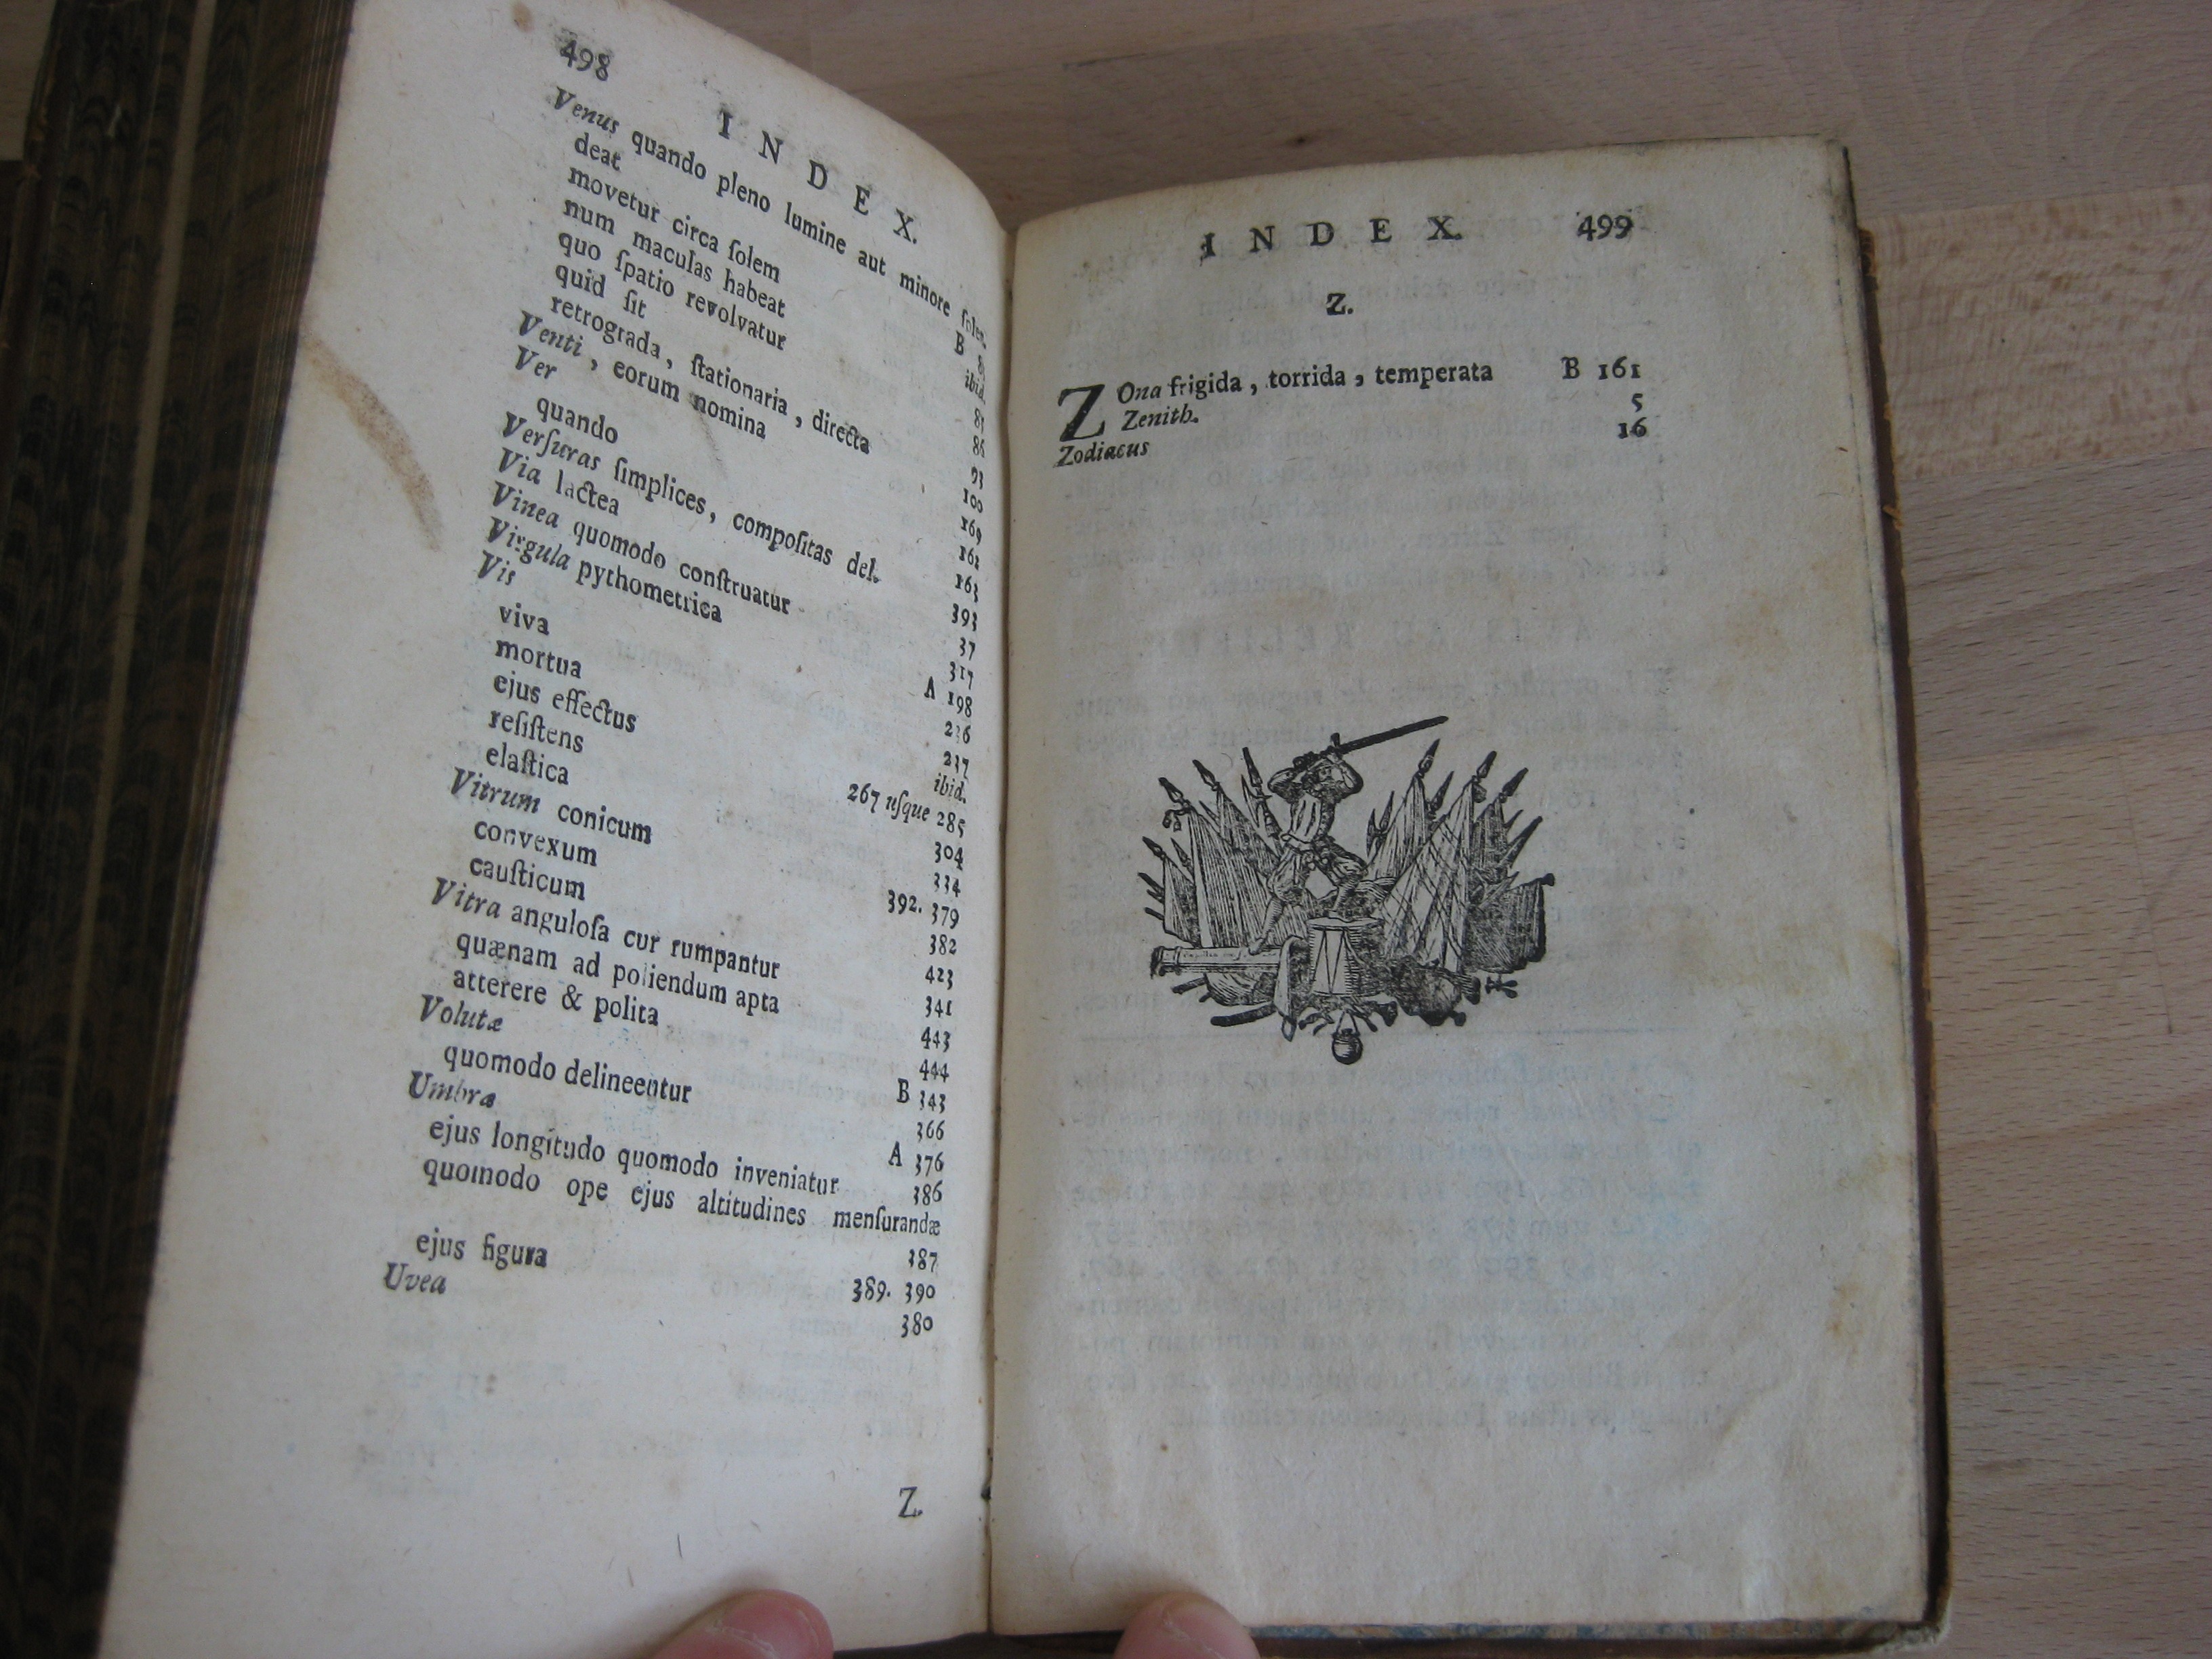 498
INDEX.
Venus quando pleno lumine aut minore ſplen-
deat B
movetur circa ſolem ibid.
num maculas habeat
quo ſpatio revolvatur 86
quid ſit 93
retrograda, ſtationaria, directa 100
Venti, eorum nomina 169
Ver 162
quando 163
Verſuras ſimplices, compoſitas del. 393
Via lactea 37
Vinea quomodo conſtruatur 317
Virgula pythometrica A 198
Vis 236
viva 237
mortua ibid.
ejus effectus 267 uſque 285
reſiſtens 304
elaſtica 334
Vitrum conicum 392. 379
convexum 382
cauſticum 423
Vitra anguloſa cur rumpantur 341
quænam ad poliendum apta 443
atterere & polita 444
Volutæ B 343
quomodo delineentur 366
Umbra A 376
ejus longitudo quomodo inveniatur 386
quomodo ope ejus altitudines menſurandæ
387
ejus figura 389. 390
Uvea 380
Z.
INDEX 499
Z.
ZOna frigida, torrida, temperata B 161
Zenith. 5
Zodiacus 16